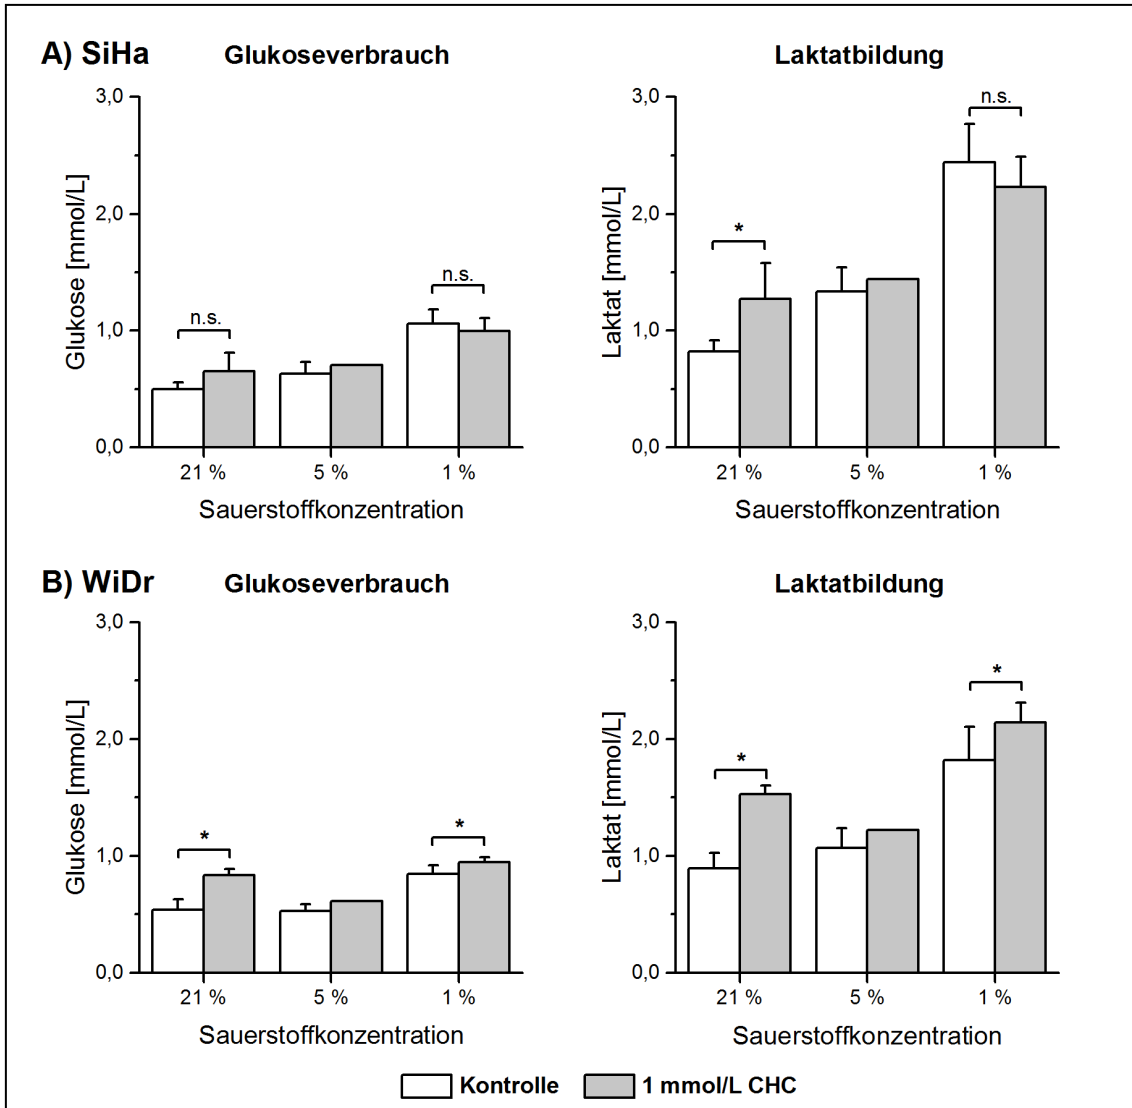 A) SiHa
Glukoseverbrauch
Glukose [mmol/L]
3,0
2,0
1,0
0,0
n.s.
n.s.
21 % 5 % 1 %
Sauerstoffkonzentration
Laktatbildung
Laktat [mmol/L]
3,0
2,0
1,0
0,0
*
n.s.
21 % 5 % 1 %
Sauerstoffkonzentration
B) WiDr
Glukoseverbrauch
Glukose [mmol/L]
3,0
2,0
1,0
0,0
*
*
21 % 5 % 1 %
Sauerstoffkonzentration
Laktatbildung
Laktat [mmol/L]
3,0
2,0
1,0
0,0
*
*
21 % 5 % 1 %
Sauerstoffkonzentration
Kontrolle 1 mmol/L CHC